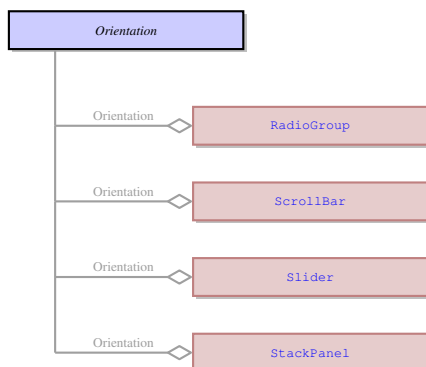 Orientation
Orientation
RadioGroup
Orientation
ScrollBar
Orientation
Slider
Orientation
StackPanel